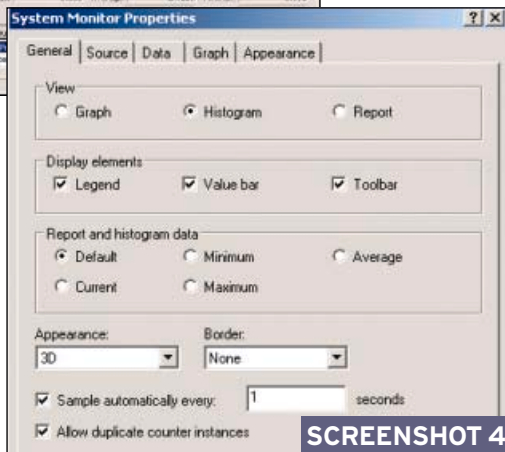 System Monitor Properties
General Source Data Graph Appearance
View
Graph Histogram Report
Display elements
Legend Value bar Toolbar
Report and histogram data
Default Minimum Average
Current Maximum
Appearance: Border:
3D None
Sample automatically every: 1 seconds
Allow duplicate counter instances
SCREENSHOT 4